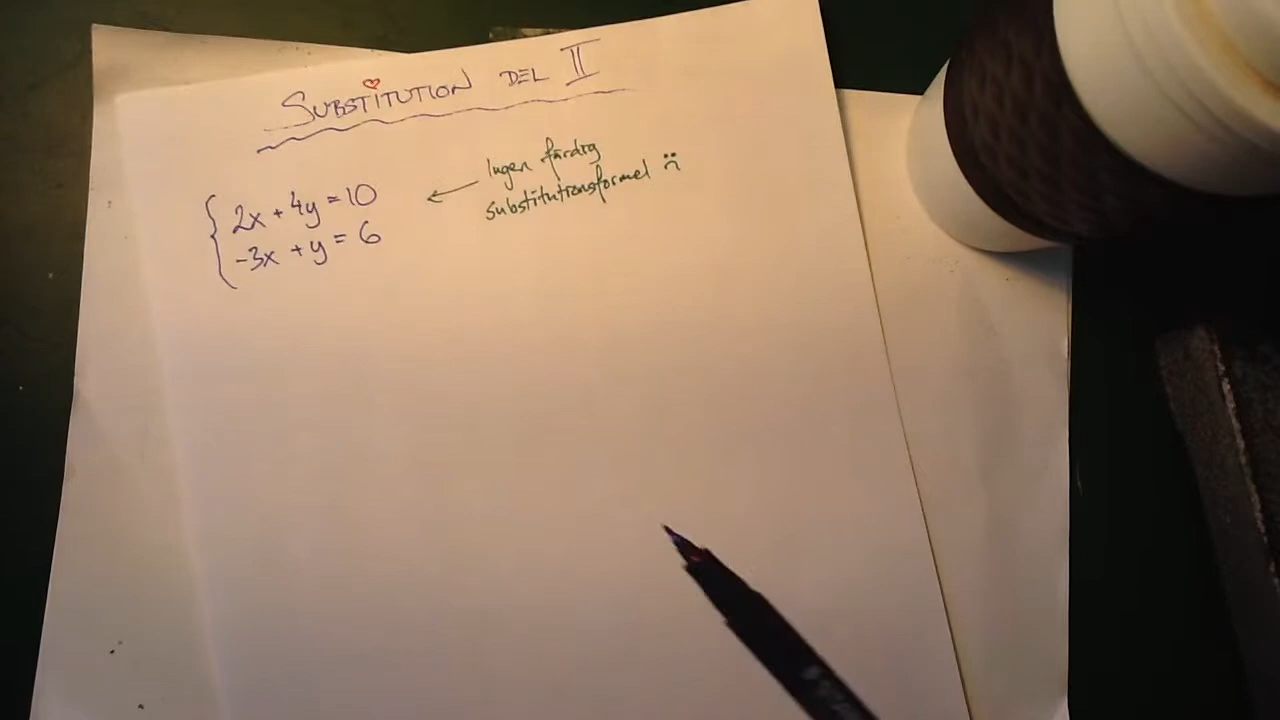 SUBSTITUTION DEL II
{ 2x + 4y = 10
-3x + y = 6
← Ingen färdig
substitutionsformel :(